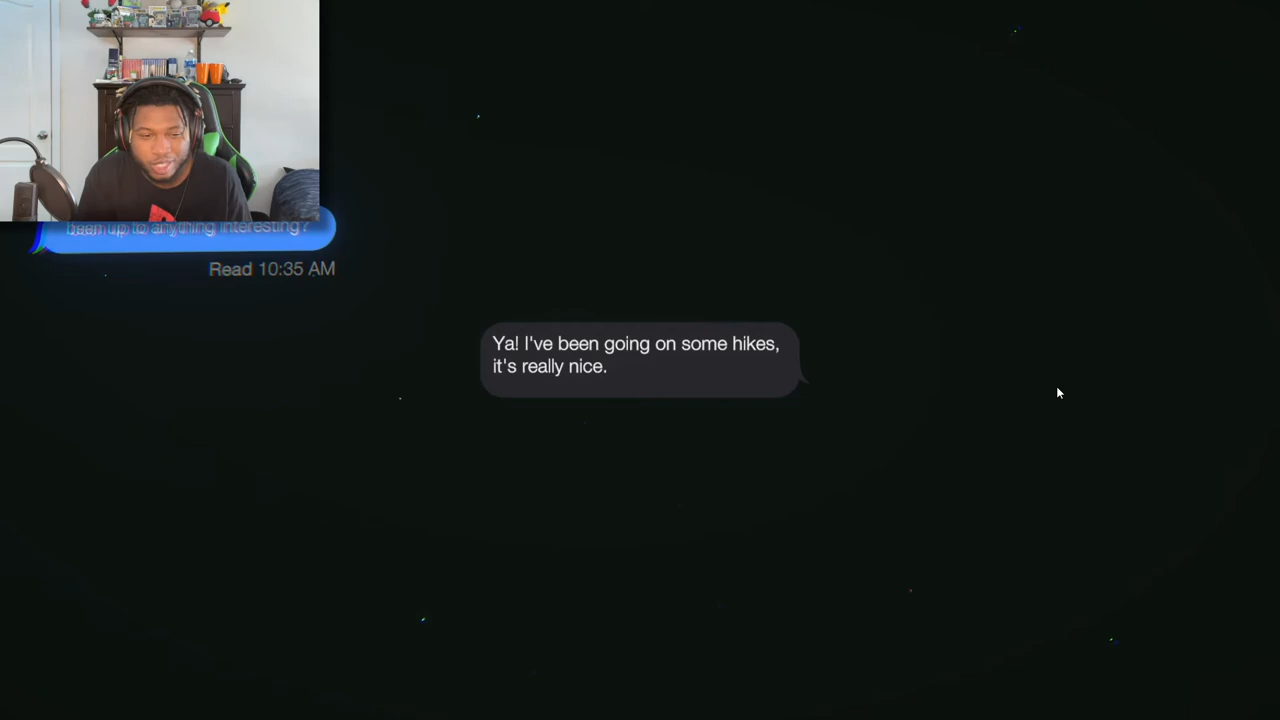 been up to anything interesting?
Read 10:35 AM
Ya! I've been going on some hikes,
it's really nice.